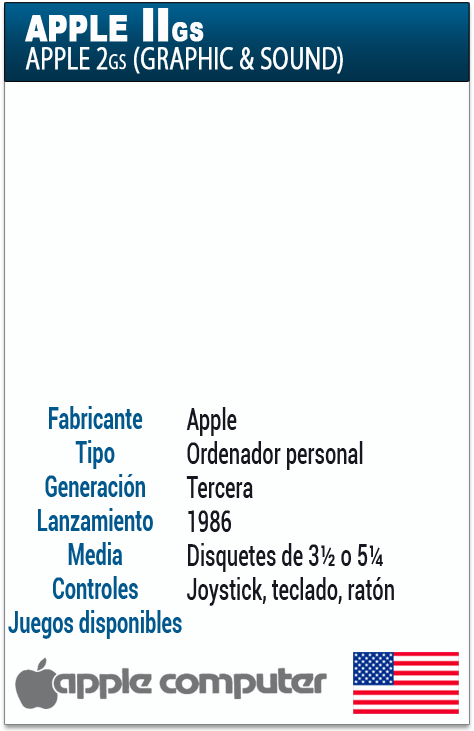 APPLE IIGS
APPLE 2GS (GRAPHIC & SOUND)
Fabricante Apple
Tipo Ordenador personal
Generación Tercera
Lanzamiento 1986
Media Disquetes de 3½ o 5¼
Controles Joystick, teclado, ratón
Juegos disponibles
apple computer